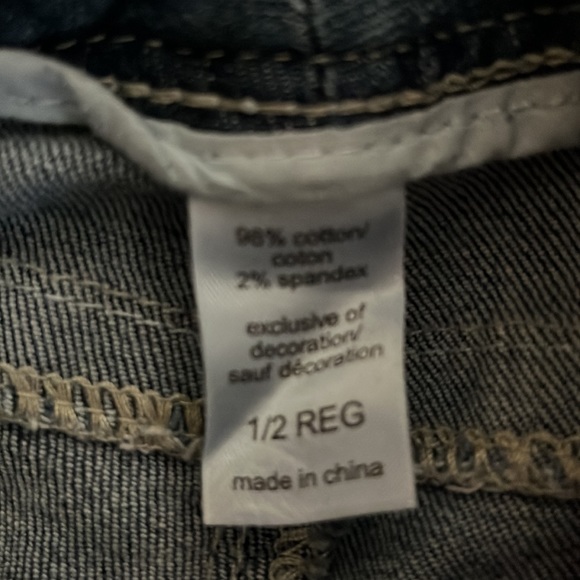 98% cotton/
coton
2% spandex
exclusive of
decoration/
sauf décoration
1/2 REG
made in china